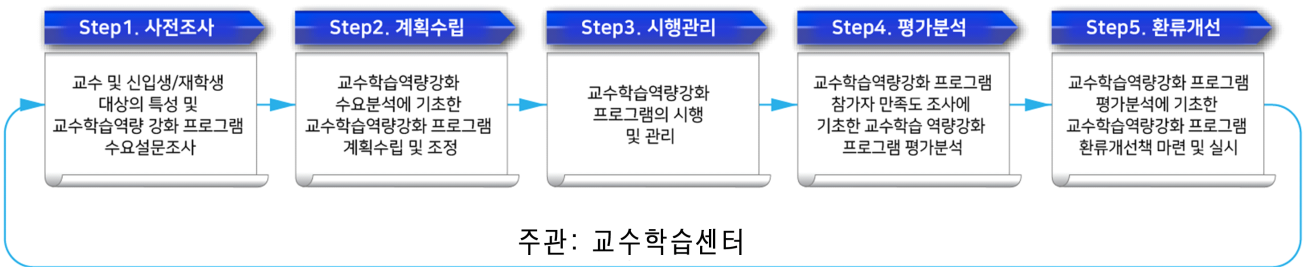 Step1. 사전조사
교수 및 신입생/재학생
대상의 특성 및
교수학습역량 강화 프로그램
수요설문조사
Step2. 계획수립
교수학습역량강화
수요분석에 기초한
교수학습역량강화 프로그램
계획수립 및 조정
Step3. 시행관리
교수학습역량강화
프로그램의 시행
및 관리
Step4. 평가분석
교수학습역량강화 프로그램
참가자 만족도 조사에
기초한 교수학습 역량강화
프로그램 평가분석
Step5. 환류개선
교수학습역량강화 프로그램
평가분석에 기초한
교수학습역량강화 프로그램
환류개선책 마련 및 실시
주관: 교수학습센터